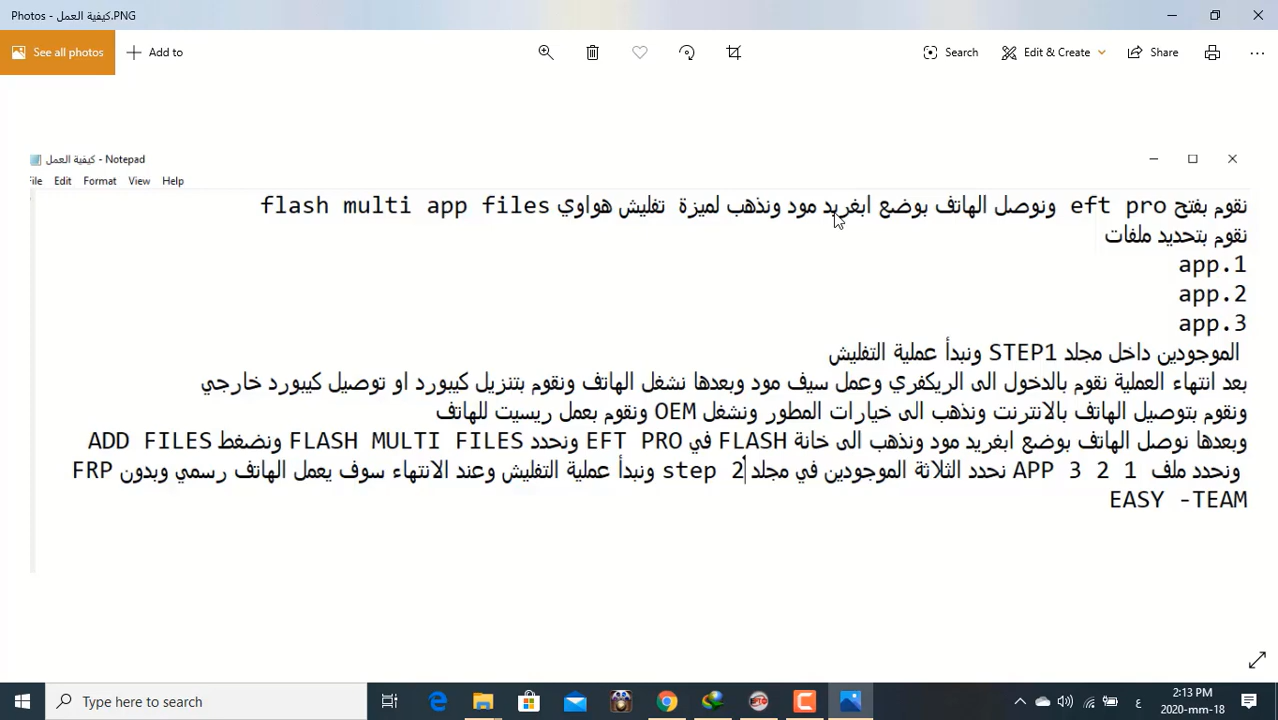 Photos - كيفية العمل.PNG
See all photos
Add to
Search
Edit & Create
Share
كيفية العمل - Notepad
File Edit Format View Help
نقوم بفتح eft pro ونوصل الهاتف بوضع ابغريد مود ونذهب لميزة تفليش هواوي flash multi app files
نقوم بتحديد ملفات
app.1
app.2
app.3
الموجودين داخل مجلد STEP1 ونبدأ عملية التفليش
بعد انتهاء العملية نقوم بالدخول الى الريكفري وعمل سيف مود وبعدها نشغل الهاتف ونقوم بتنزيل كيبورد او توصيل كيبورد خارجي
ونقوم بتوصيل الهاتف بالانترنت ونذهب الى خيارات المطور ونشغل OEM ونقوم بعمل ريسيت للهاتف
وبعدها نوصل الهاتف بوضع ابغريد مود ونذهب الى خانة FLASH في EFT PRO ونحدد FLASH MULTI FILES ونضغط ADD FILES
ونحدد ملف APP 3 2 1 نحدد الثلاثة الموجودين في مجلد step 2 ونبدأ عملية التفليش وعند الانتهاء سوف يعمل الهاتف رسمي وبدون FRP
EASY -TEAM
Type here to search
ع
2:13 PM
2020-mm-18